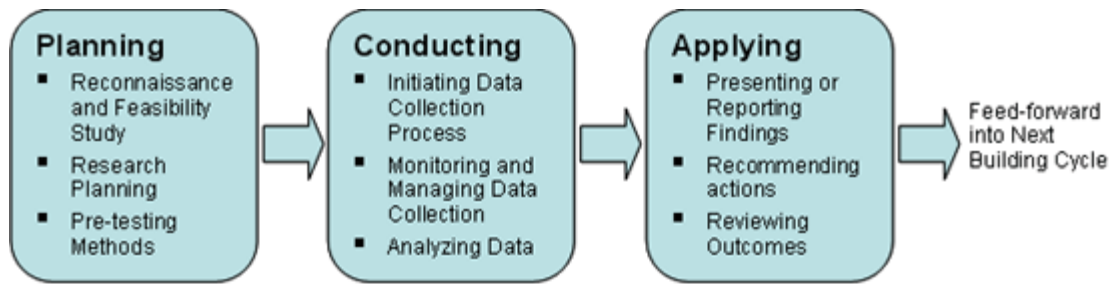 Planning
Reconnaissance
and Feasibility
Study
Research
Planning
Pre-testing
Methods
Conducting
Initiating Data
Collection
Process
Monitoring and
Managing Data
Collection
Analyzing Data
Applying
Presenting or
Reporting
Findings
Recommending
actions
Reviewing
Outcomes
Feed-forward
into Next
Building Cycle